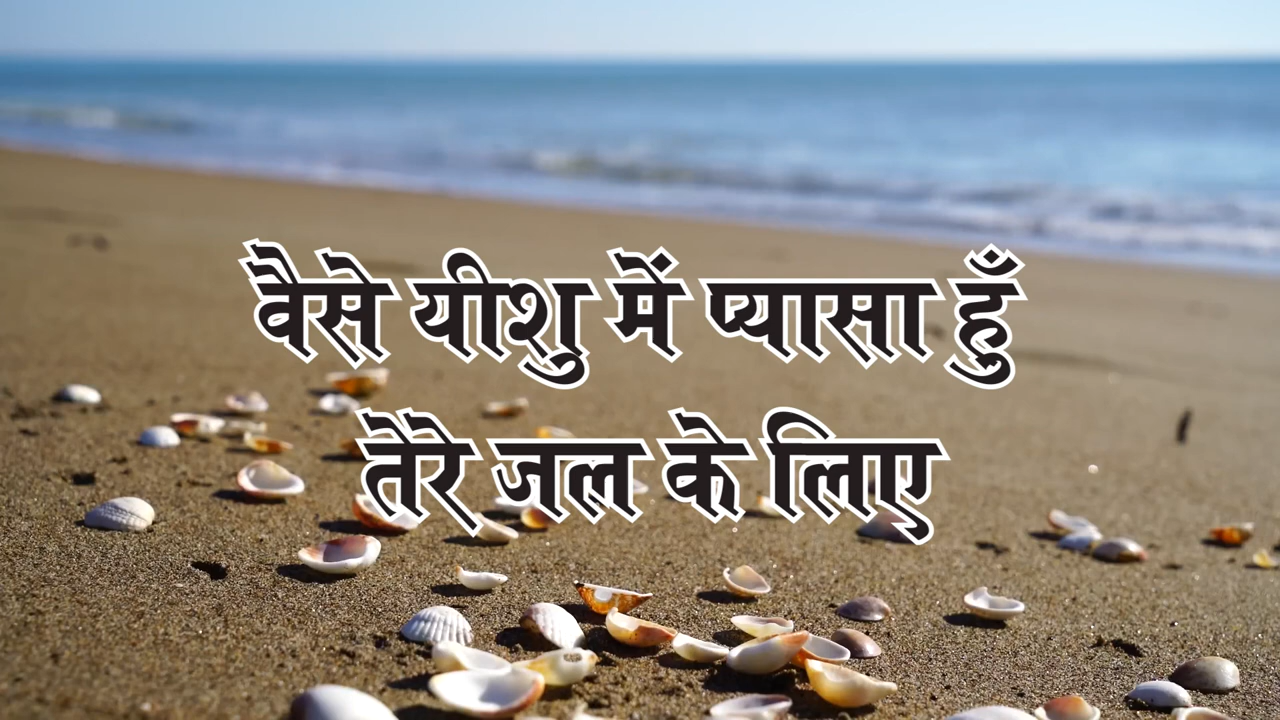 वैसे यीशु में प्यासा हुँ
तेरे जल के लिए